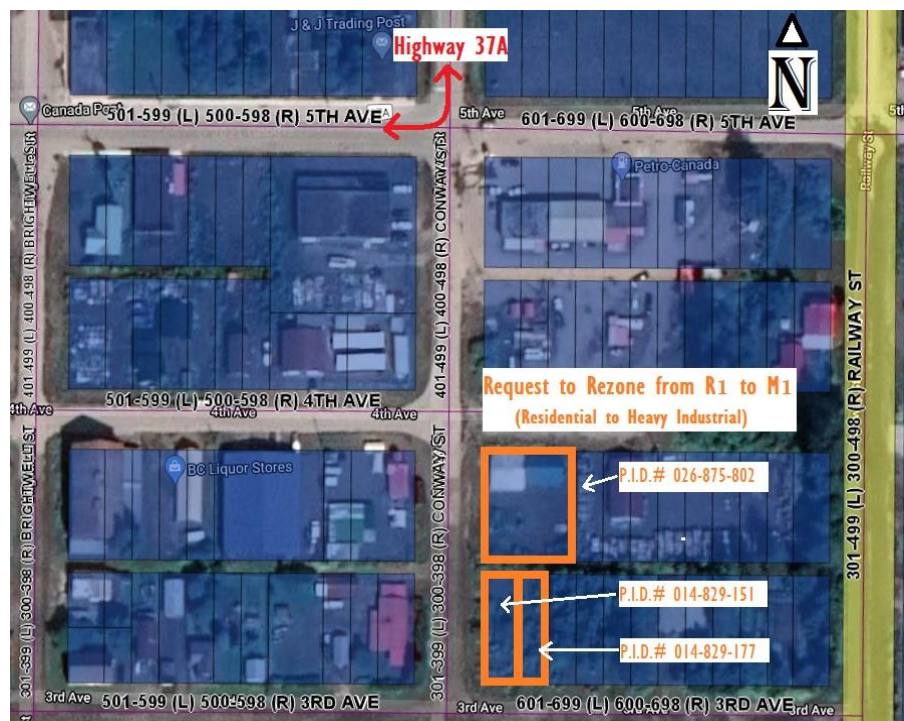 J & J Trading Post
Highway 37A
N
Canada Post
501-599 (L) 500-598 (R) 5TH AVE
A
5th Ave
5th Ave
601-699 (L) 600-698 (R) 5TH AVE
Petro-Canada
Railway St
401-499 (L) 400-498 (R) BRIGHTWELL ST
401-499 (L) 400-498 (R) CONWAY ST
301-499 (L) 300-498 (R) RAILWAY ST
Request to Rezone from R1 to M1
(Residential to Heavy Industrial)
501-599 (L) 500-598 (R) 4TH AVE
4th Ave
4th Ave
4th Ave
BC Liquor Stores
P.I.D.# 026-875-802
301-399 (L) 300-398 (R) BRIGHTWELL ST
301-399 (L) 300-398 (R) CONWAY ST
P.I.D.# 014-829-151
P.I.D.# 014-829-177
3rd Ave
501-599 (L) 500-598 (R) 3RD AVE
3rd Ave
601-699 (L) 600-698 (R) 3RD AVE
3rd Ave